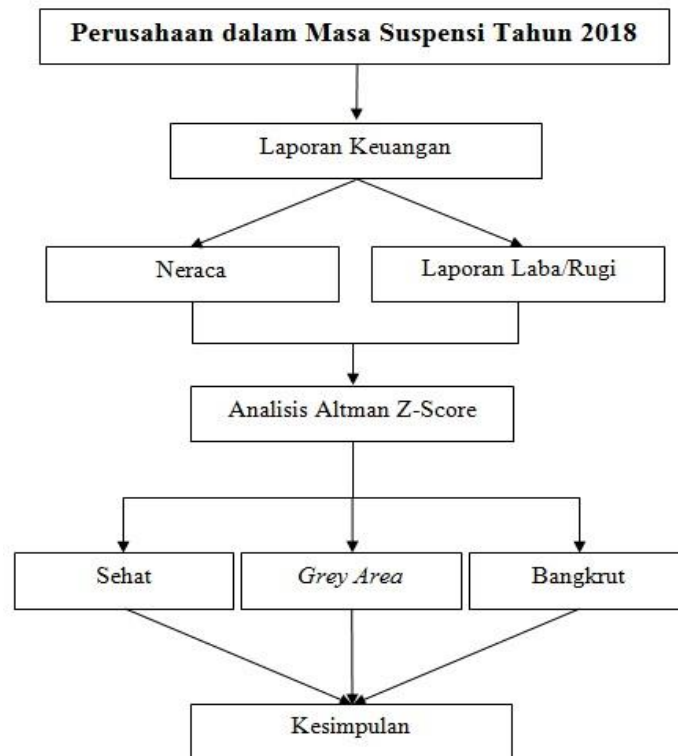 Perusahaan dalam Masa Suspensi Tahun 2018
Laporan Keuangan
Neraca
Laporan Laba/Rugi
Analisis Altman Z-Score
Sehat
Grey Area
Bangkrut
Kesimpulan